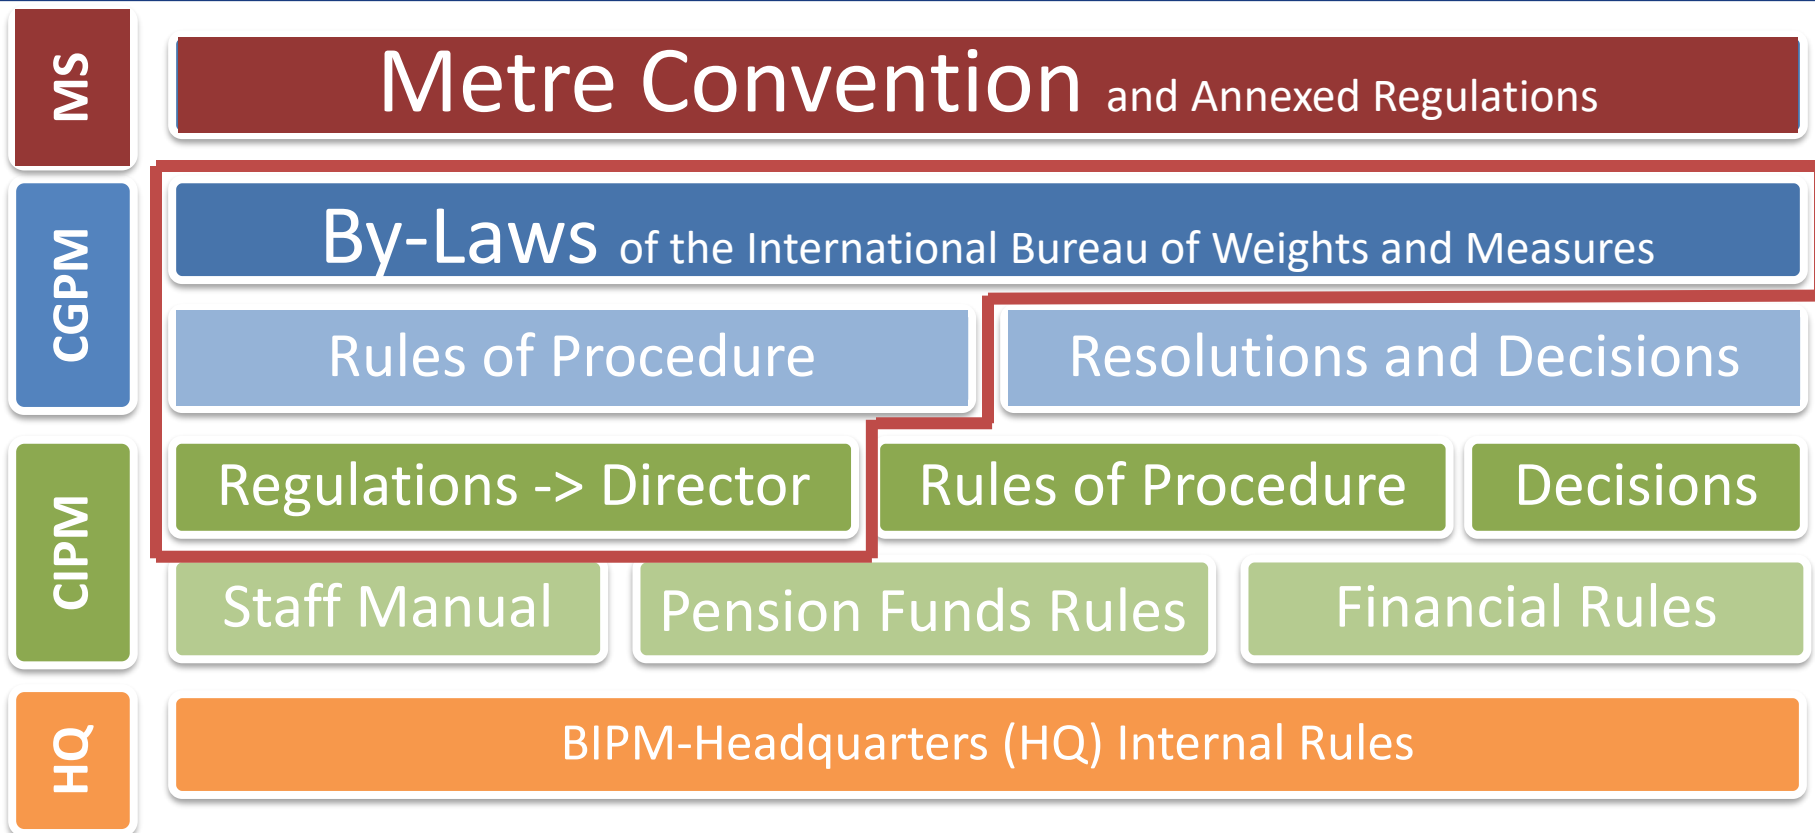 MS
Metre Convention and Annexed Regulations
CGPM
By-Laws of the International Bureau of Weights and Measures
Rules of Procedure
Resolutions and Decisions
CIPM
Regulations -> Director
Rules of Procedure
Decisions
Staff Manual
Pension Funds Rules
Financial Rules
HQ
BIPM-Headquarters (HQ) Internal Rules